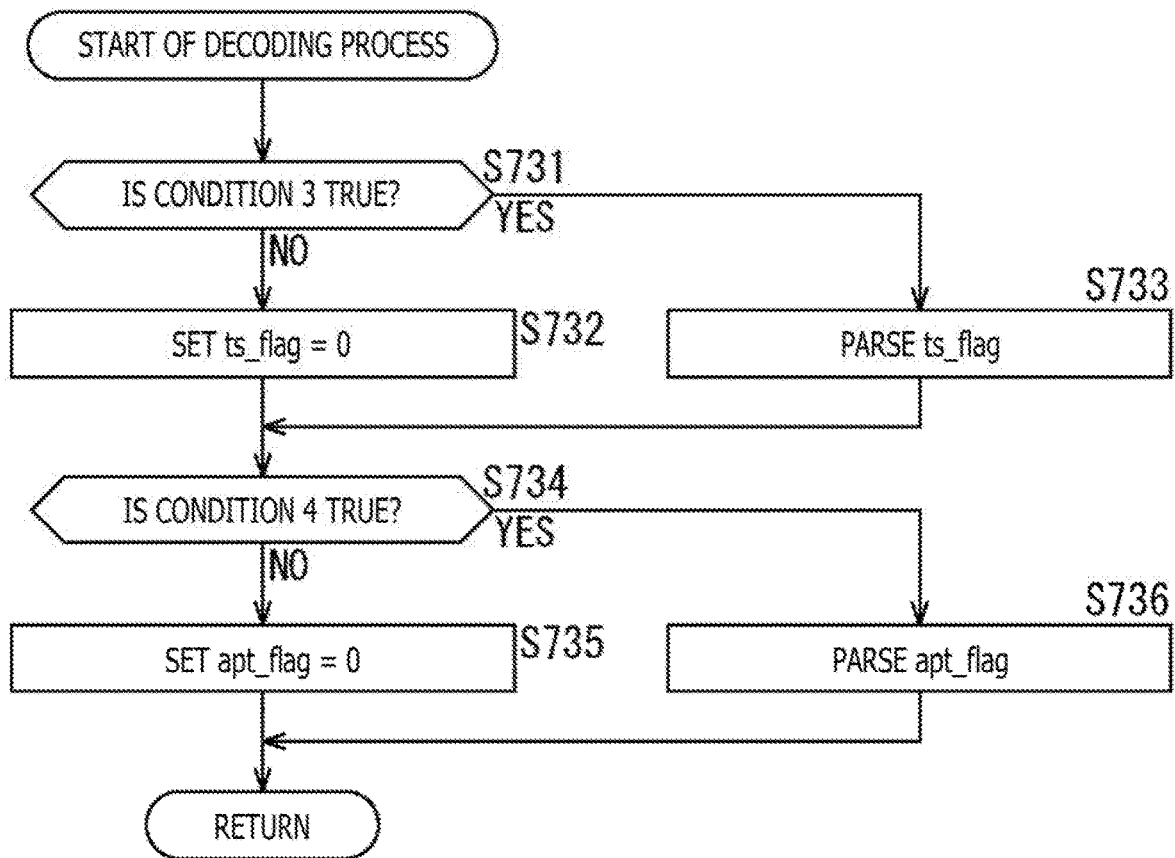 START OF DECODING PROCESS
IS CONDITION 3 TRUE?
S731
YES
NO
S733
SET ts_flag = 0
S732
PARSE ts_flag
IS CONDITION 4 TRUE?
S734
YES
NO
S736
SET apt_flag = 0
S735
PARSE apt_flag
RETURN